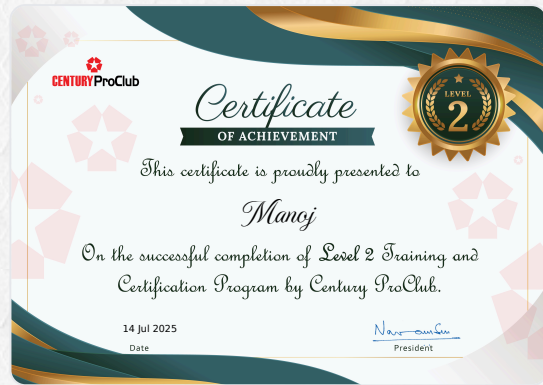 CENTURY ProClub
Certificate
OF ACHIEVEMENT
LEVEL
2
This certificate is proudly presented to
Manoj
On the successful completion of Level 2 Training and
Certification Program by Century ProClub.
14 Jul 2025
Date
President